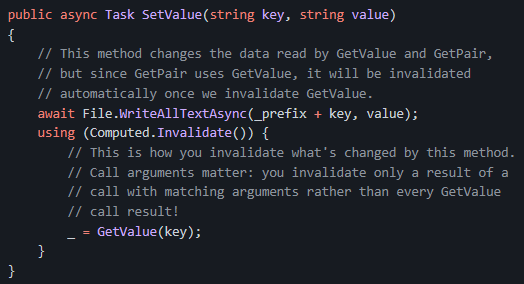 public async Task SetValue(string key, string value)
{
    // This method changes the data read by GetValue and GetPair,
    // but since GetPair uses GetValue, it will be invalidated
    // automatically once we invalidate GetValue.
    await File.WriteAllTextAsync(_prefix + key, value);
    using (Computed.Invalidate()) {
        // This is how you invalidate what's changed by this method.
        // Call arguments matter: you invalidate only a result of a
        // call with matching arguments rather than every GetValue
        // call result!
        _ = GetValue(key);
    }
}